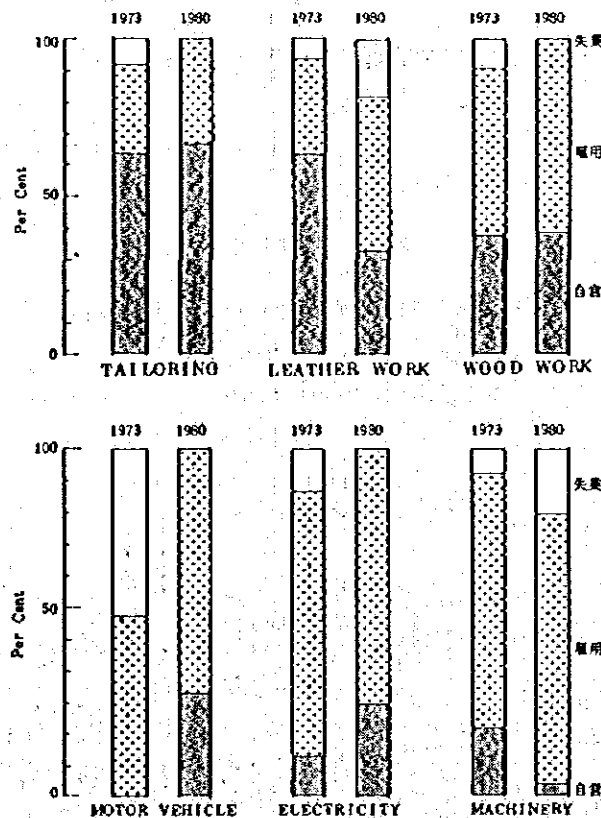 1973 1980 1973 1980 1973 1980
100 失業
雇用
Per Cent
50
自営
0
TAILORING LEATHER WORK WOOD WORK
1973 1980 1973 1980 1973 1980
100
失業
Per Cent
50
雇用
0 自営
MOTOR VEHICLE ELECTRICITY MACHINERY